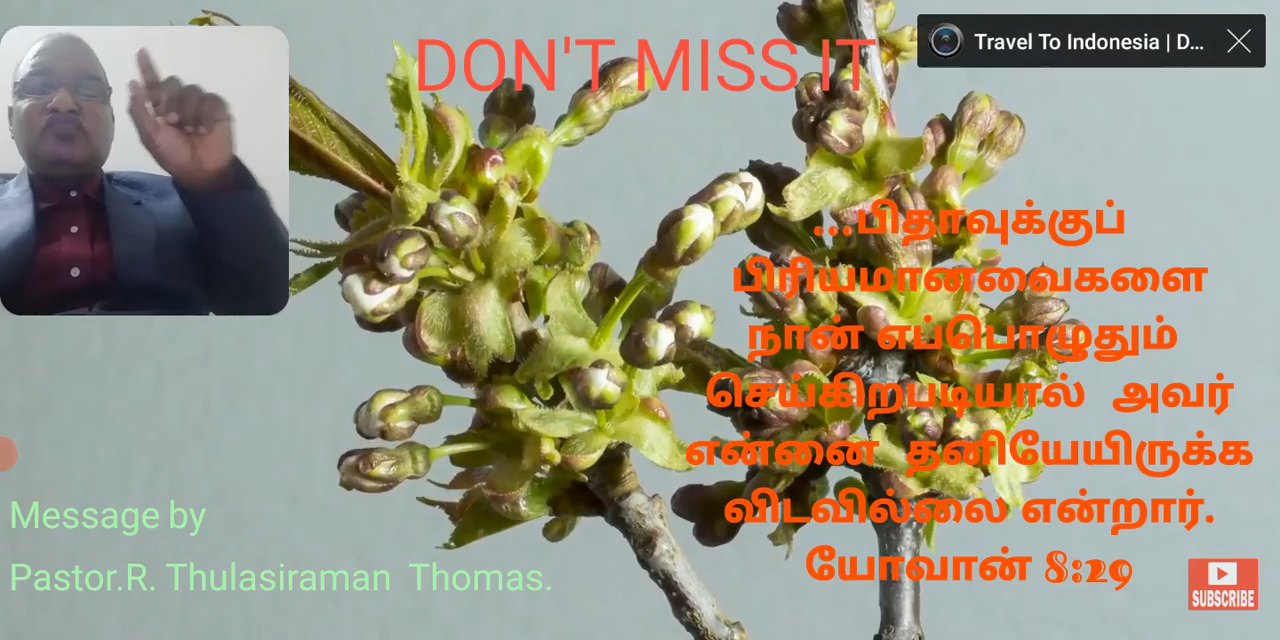 DON'T MISS IT
Travel To Indonesia | D...
...பிதாவுக்குப்
பிரியமானவைகளை
நான் எப்பொழுதும்
செய்கிறபடியால் அவர்
என்னை தனியேயிருக்க
விடவில்லை என்றார்.
யோவான் 8:29
Message by
Pastor.R. Thulasiraman Thomas.
SUBSCRIBE